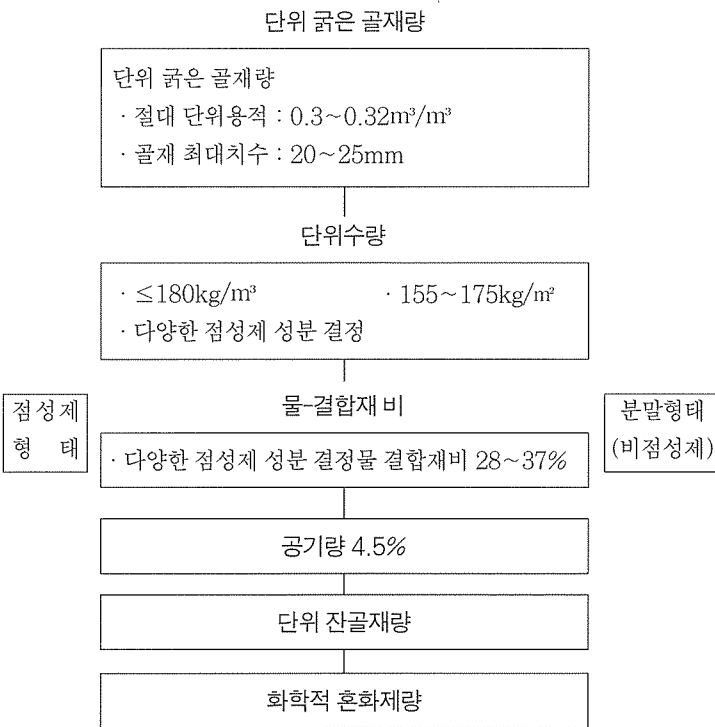 단위 굵은 골재량
단위 굵은 골재량
· 절대 단위용적 : 0.3~0.32m³/m³
· 골재 최대치수 : 20~25mm
단위수량
· ≤180kg/m³ · 155~175kg/m²
· 다양한 점성제 성분 결정
물-결합재 비
점성제
형 태
· 다양한 점성제 성분 결정물 결합재비 28~37%
분말형태
(비점성제)
공기량 4.5%
단위 잔골재량
화학적 혼화제량